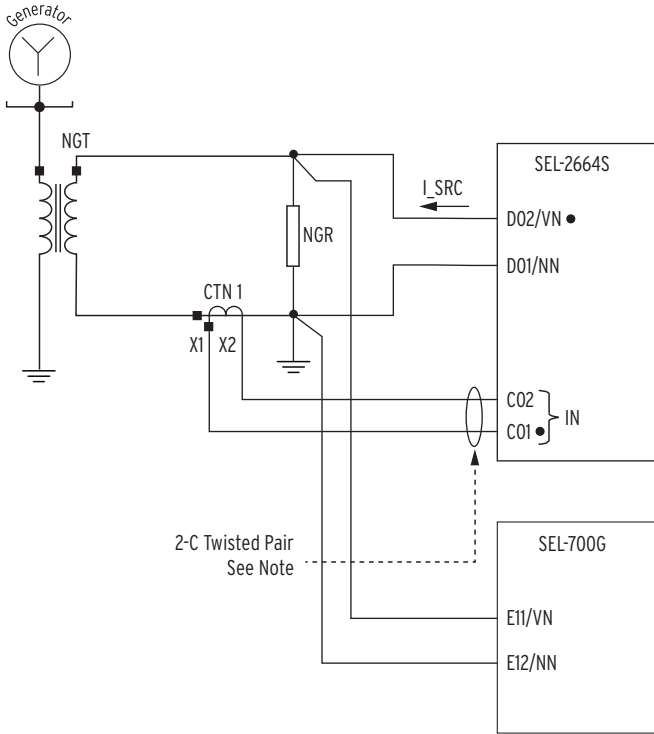 Generator
NGT
SEL-2664S
I_SRC
D02/VN
NGR
D01/NN
CTN 1
X1 X2
C02
IN
C01
2-C Twisted Pair
See Note
SEL-700G
E11/VN
E12/NN